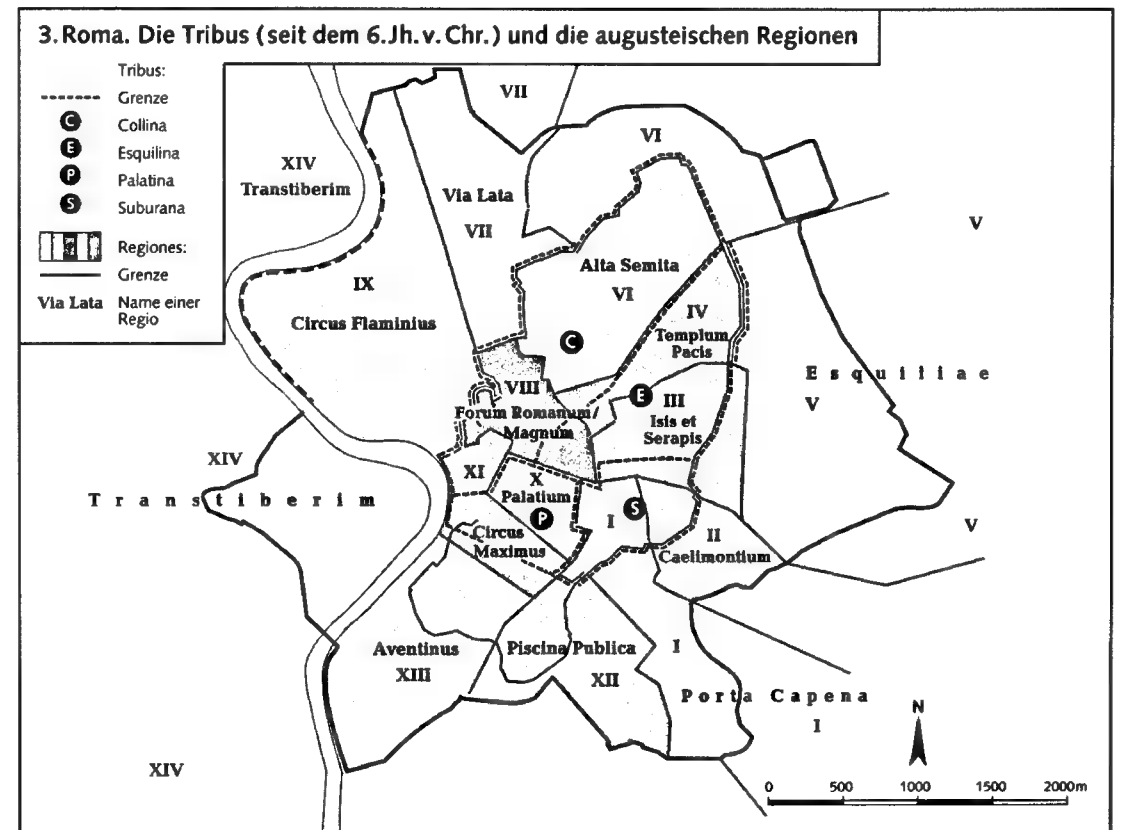 3. Roma. Die Tribus (seit dem 6. Jh. v. Chr.) und die augusteischen Regionen
Tribus:
Grenze
C Collina
E Esquilina
P Palatina
S Suburana
Regiones:
Grenze
Via Lata Name einer
Regio
VII
VI
XIV
Transtiberim
Via Lata
VII
V
Alta Semita
VI
IX
Circus Flaminius
IV
Templum
Pacis
C
Esquiliae
V
VIII
E
III
Forum Romanum/
Magnum
Isis et
Serapis
XIV
Transtiberim
XI
X
Palatium
P
S
I
II
Caelimontium
V
Circus
Maximus
Aventinus
XIII
Piscina Publica
XII
I
Porta Capena
I
N
XIV
0 500 1000 1500 2000m